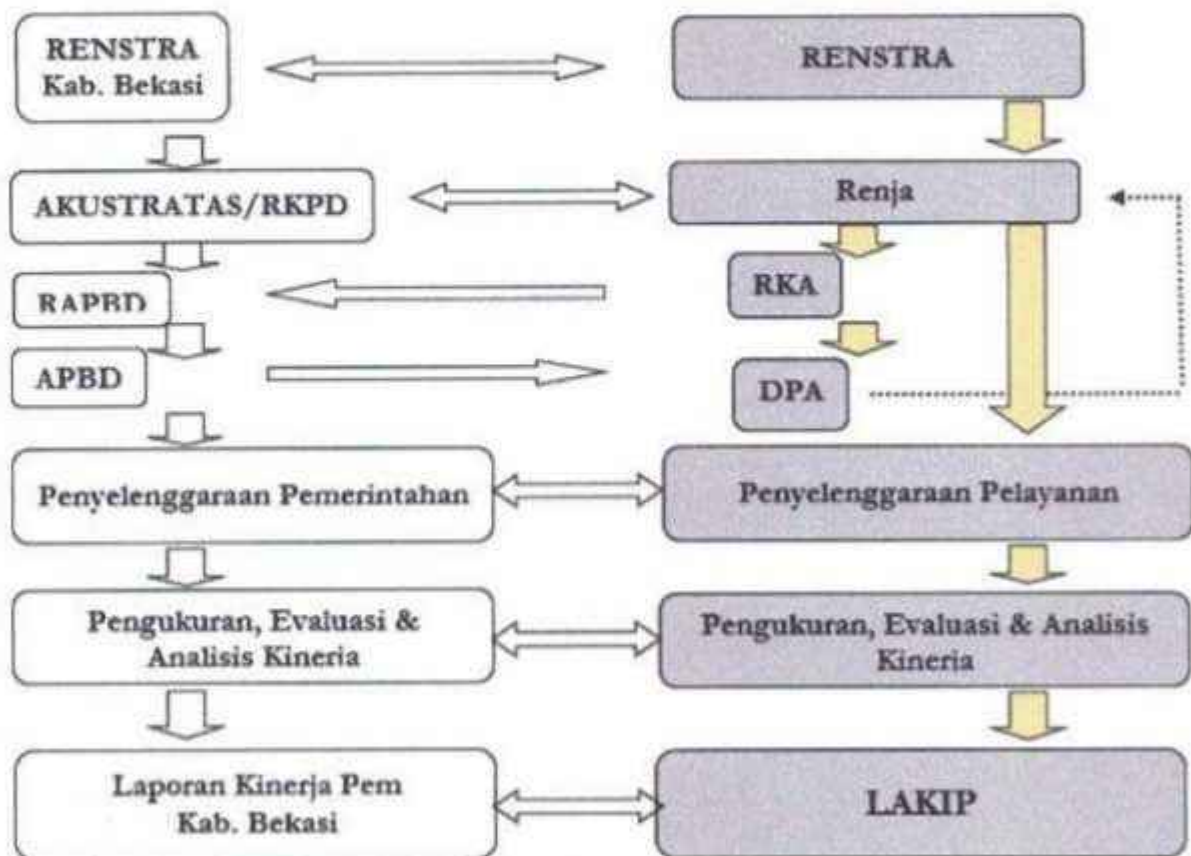 RENSTRA
Kab. Bekasi
RENSTRA
AKUSTRATAS/RKPD
Renja
RAPBD
RKA
APBD
DPA
Penyelenggaraan Pemerintahan
Penyelenggaraan Pelayanan
Pengukuran, Evaluasi &
Analisis Kineria
Pengukuran, Evaluasi & Analisis
Kineria
Laporan Kinerja Pem
Kab. Bekasi
LAKIP